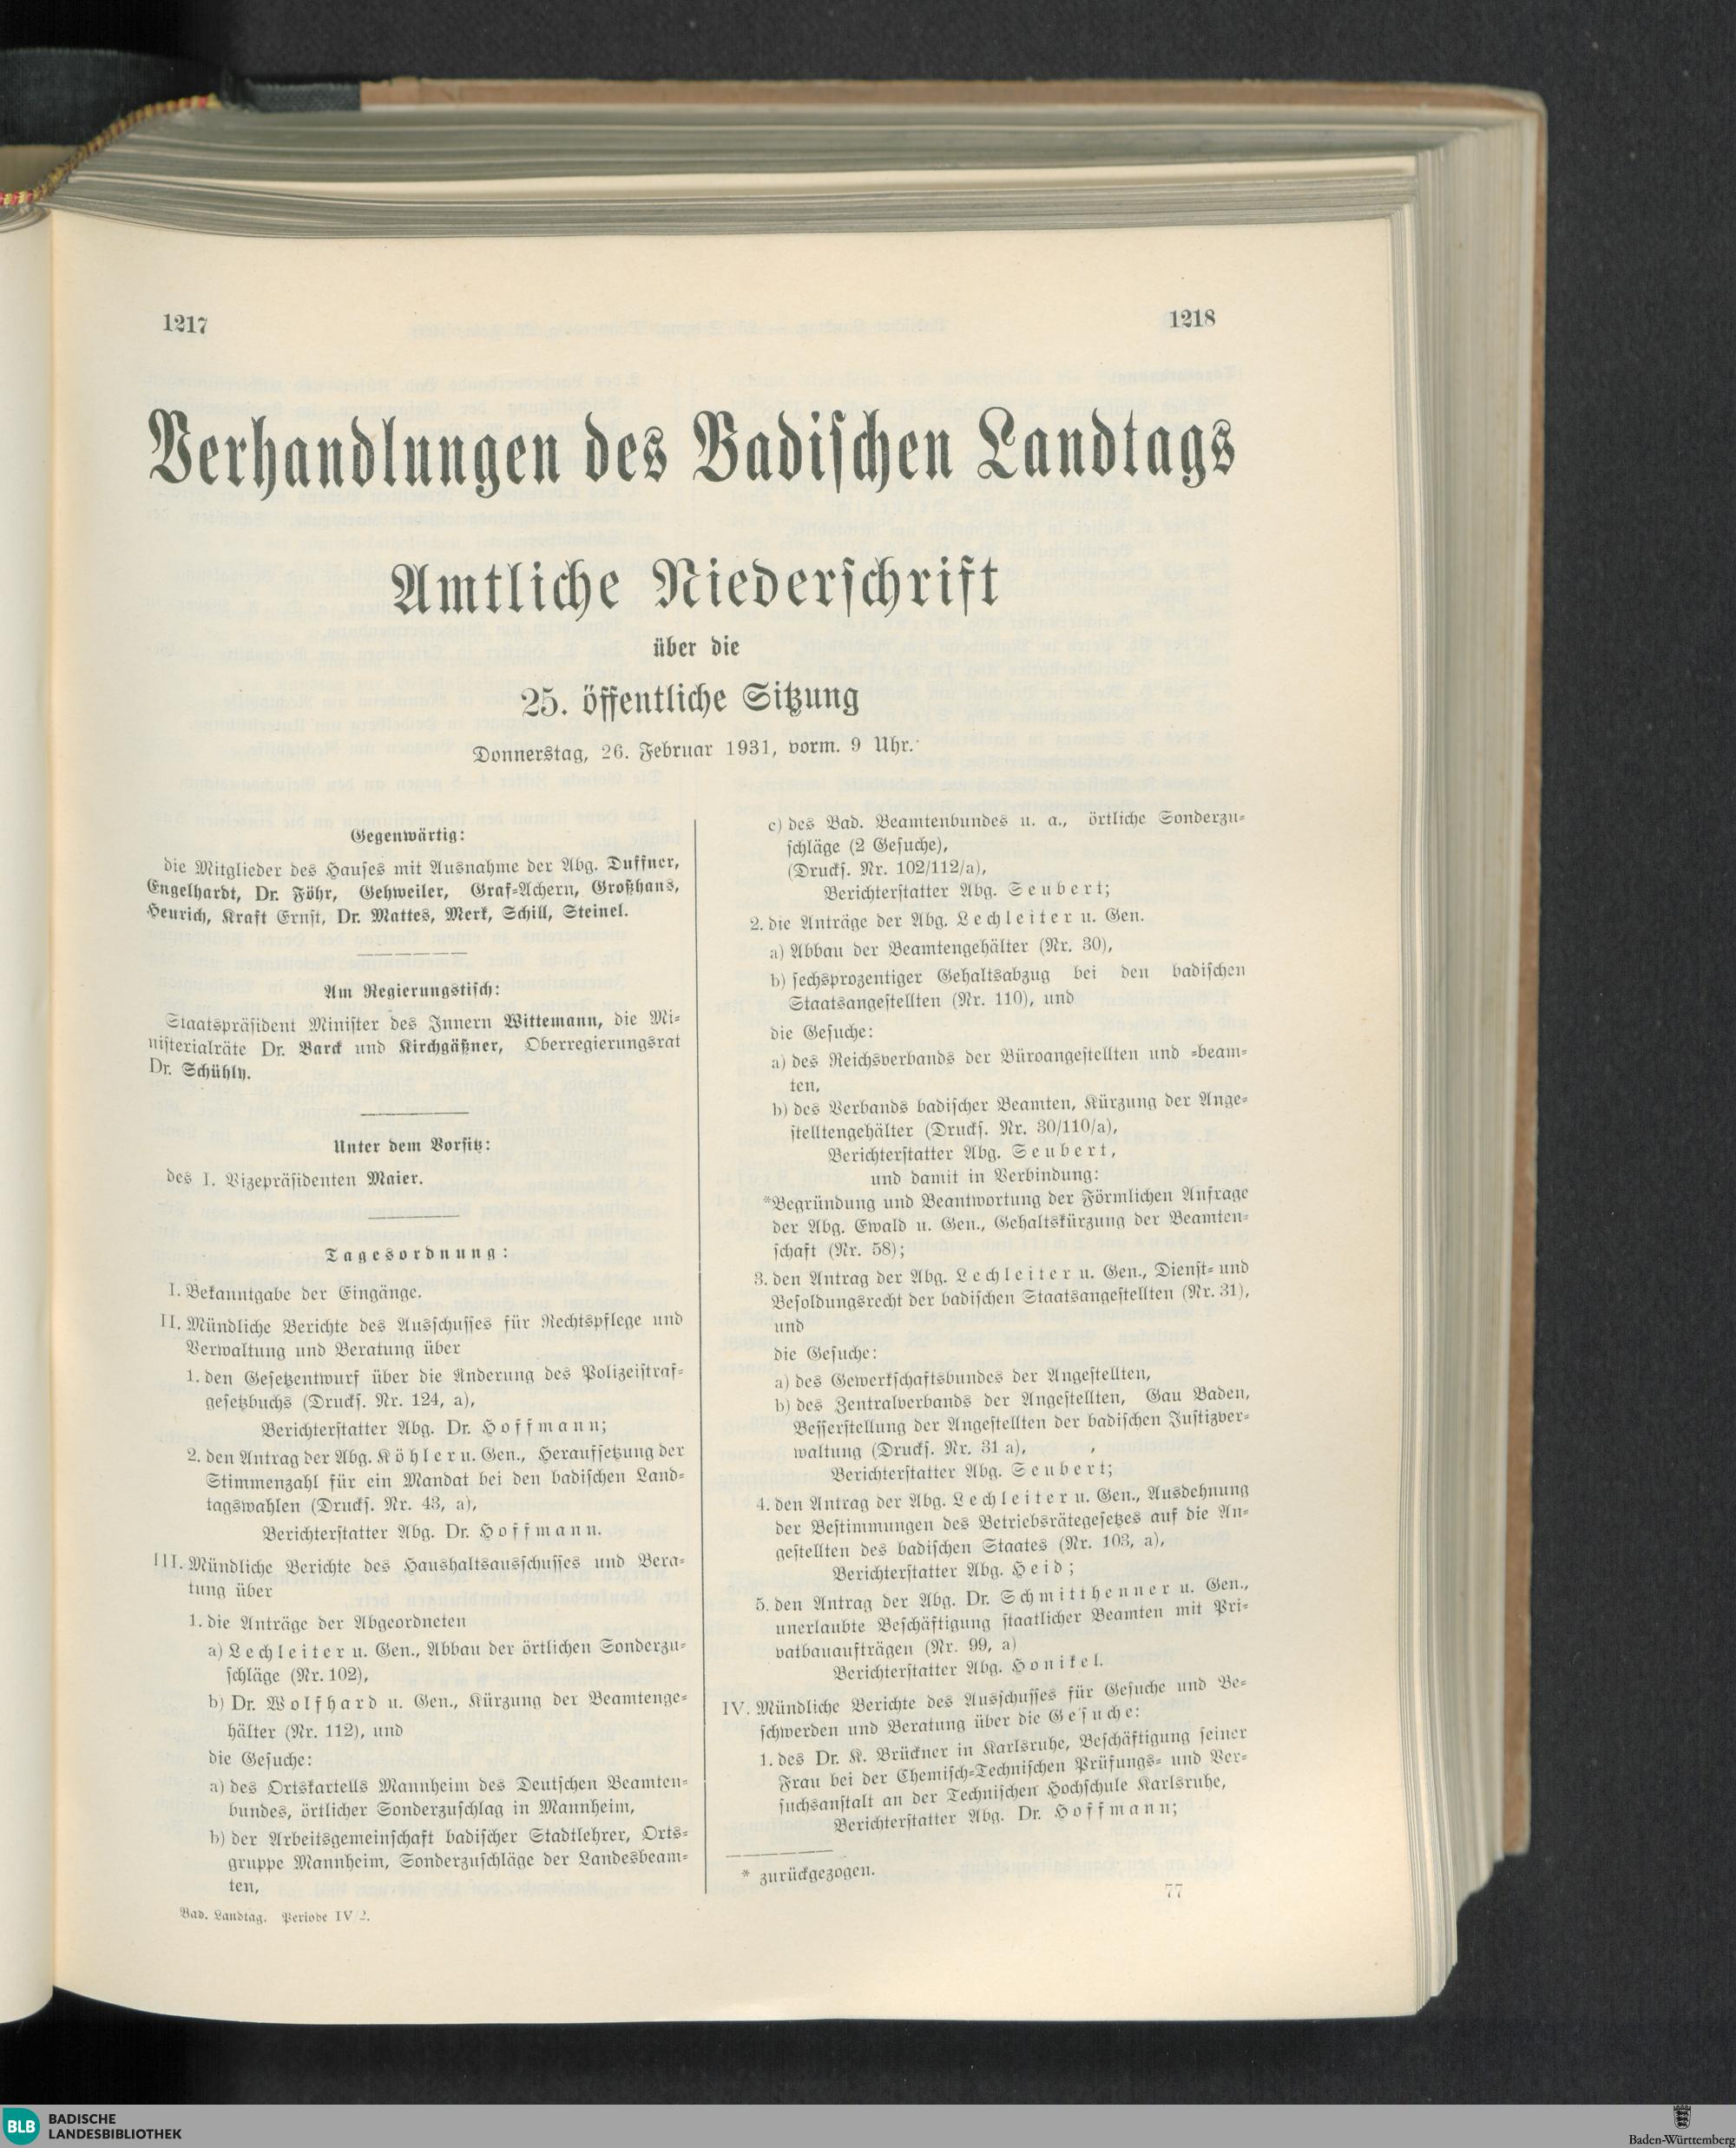 1217
1218
Verhandlungen des Badischen Landtags
Amtliche Niederschrift
über die
25. öffentliche Sitzung
Donnerstag, 26. Februar 1931, vorm. 9 Uhr.
Gegenwärtig:
die Mitglieder des Hauses mit Ausnahme der Abg. Duffner,
Engelhardt, Dr. Föhr, Gehweiler, Graf-Achern, Großhans,
Heurich, Kraft Ernst, Dr. Mattes, Merk, Schill, Steinel.
Am Regierungstisch:
Staatspräsident Minister des Innern Wittemann, die Mi-
nisterialräte Dr. Barck und Kirchgäßner, Oberregierungsrat
Dr. Schühly.
Unter dem Vorsitz:
des I. Vizepräsidenten Maier.
Tagesordnung:
I. Bekanntgabe der Eingänge.
II. Mündliche Berichte des Ausschusses für Rechtspflege und
Verwaltung und Beratung über
1. den Gesetzentwurf über die Änderung des Polizeistraf-
gesetzbuchs (Drucks. Nr. 124, a),
Berichterstatter Abg. Dr. Hoffmann;
2. den Antrag der Abg. Köhler u. Gen., Heraufsetzung der
Stimmenzahl für ein Mandat bei den badischen Land-
tagswahlen (Drucks. Nr. 43, a),
Berichterstatter Abg. Dr. Hoffmann.
III. Mündliche Berichte des Haushaltsausschusses und Bera-
tung über
1. die Anträge der Abgeordneten
a) Lechleiter u. Gen., Abbau der örtlichen Sonderzu-
schläge (Nr. 102),
b) Dr. Wolfhard u. Gen., Kürzung der Beamtenge-
hälter (Nr. 112), und
die Gesuche:
a) des Ortskartells Mannheim des Deutschen Beamten-
bundes, örtlicher Sonderzuschlag in Mannheim,
b) der Arbeitsgemeinschaft badischer Stadtlehrer, Orts-
gruppe Mannheim, Sonderzuschläge der Landesbeam-
ten,
Bad. Landtag. Periode IV/2.
c) des Bad. Beamtenbundes u. a., örtliche Sonderzu-
schläge (2 Gesuche),
(Drucks. Nr. 102/112/a),
Berichterstatter Abg. Seubert;
2. die Anträge der Abg. Lechleiter u. Gen.
a) Abbau der Beamtengehälter (Nr. 30),
b) sechsprozentiger Gehaltsabzug bei den badischen
Staatsangestellten (Nr. 110), und
die Gesuche:
a) des Reichsverbands der Büroangestellten und -beam-
ten,
b) des Verbands badischer Beamten, Kürzung der Ange-
stelltengehälter (Drucks. Nr. 30/110/a),
Berichterstatter Abg. Seubert,
und damit in Verbindung:
*Begründung und Beantwortung der Förmlichen Anfrage
der Abg. Ewald u. Gen., Gehaltskürzung der Beamten-
schaft (Nr. 58);
3. den Antrag der Abg. Lechleiter u. Gen., Dienst- und
Besoldungsrecht der badischen Staatsangestellten (Nr. 31),
und
die Gesuche:
a) des Gewerkschaftsbundes der Angestellten,
b) des Zentralverbands der Angestellten, Gau Baden,
Besserstellung der Angestellten der badischen Justizver-
waltung (Drucks. Nr. 31 a),
Berichterstatter Abg. Seubert;
4. den Antrag der Abg. Lechleiter u. Gen., Ausdehnung
der Bestimmungen des Betriebsrätegesetzes auf die An-
gestellten des badischen Staates (Nr. 103, a),
Berichterstatter Abg. Heid;
5. den Antrag der Abg. Dr. Schmitthenner u. Gen.,
unerlaubte Beschäftigung staatlicher Beamten mit Pri-
vatbauaufträgen (Nr. 99, a)
Berichterstatter Abg. Honikel.
IV. Mündliche Berichte des Ausschusses für Gesuche und Be-
schwerden und Beratung über die Gesuche:
1. des Dr. K. Brückner in Karlsruhe, Beschäftigung seiner
Frau bei der Chemisch-Technischen Prüfungs- und Ver-
suchsanstalt an der Technischen Hochschule Karlsruhe,
Berichterstatter Abg. Dr. Hoffmann;
* zurückgezogen.
77
BLB
BADISCHE
LANDESBIBLIOTHEK
Baden-Württemberg